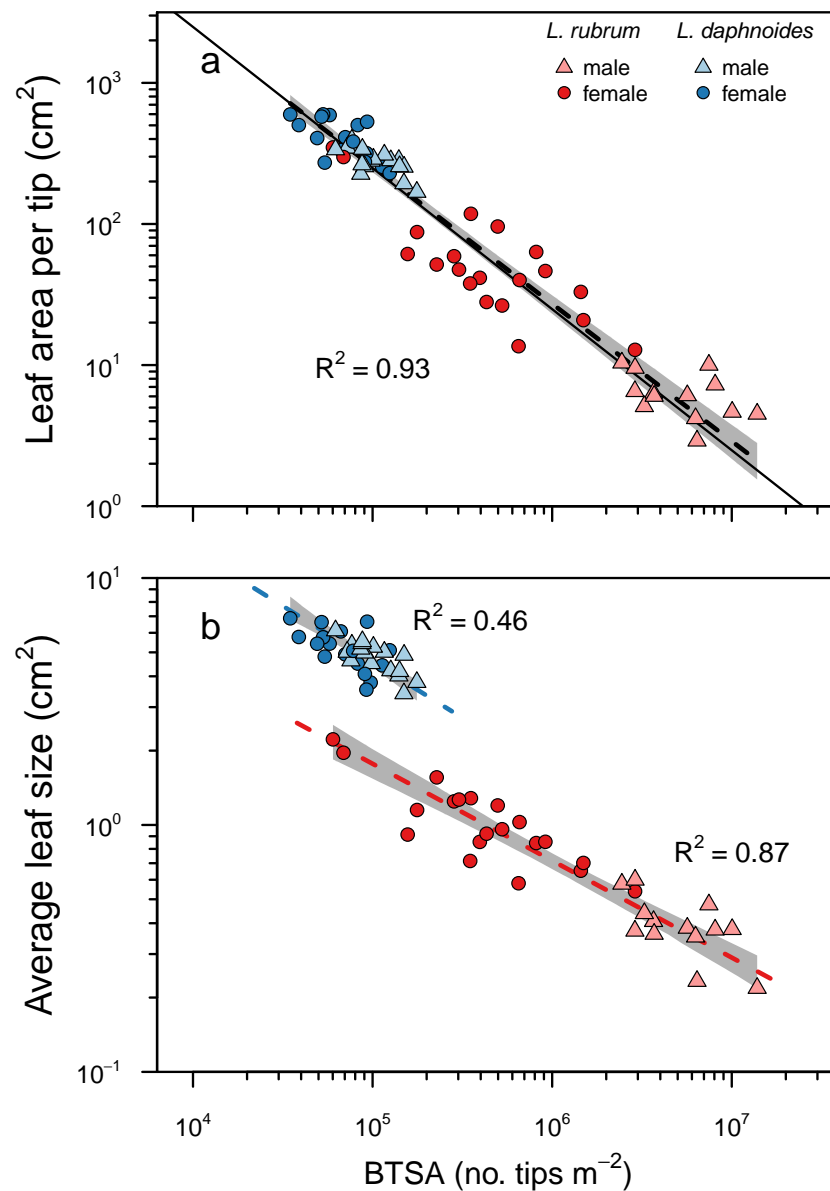 a
L. rubrum L. daphnoides
male male
female female
Leaf area per tip (cm²)
10³
10²
10¹
10⁰
R² = 0.93
b
R² = 0.46
R² = 0.87
Average leaf size (cm²)
10¹
10⁰
10⁻¹
10⁴ 10⁵ 10⁶ 10⁷
BTSA (no. tips m⁻²)